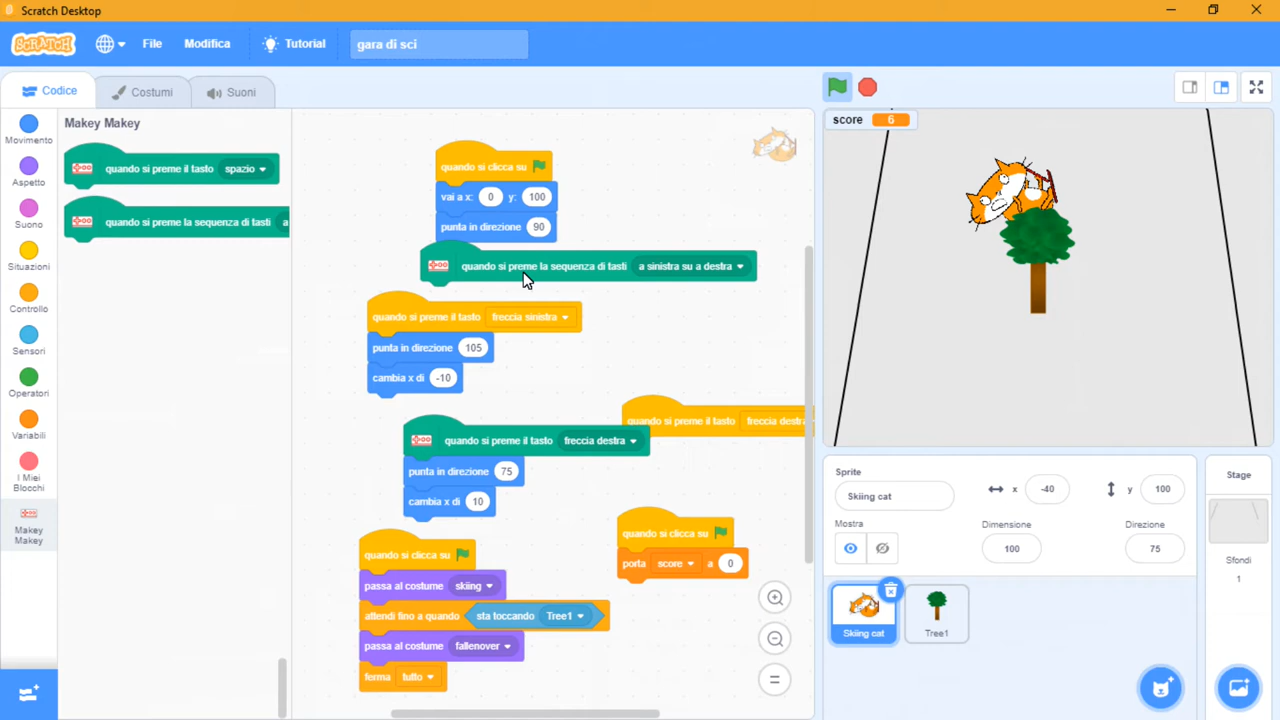 Scratch Desktop
SCRATCH File Modifica Tutorial gara di sci
Codice Costumi Suoni
Movimento
Aspetto
Suono
Situazioni
Controllo
Sensori
Operatori
Variabili
I Miei
Blocchi
Makey
Makey
Makey Makey
quando si preme il tasto spazio
quando si preme la sequenza di tasti a
quando si clicca su
vai a x: 0 y: 100
punta in direzione 90
quando si preme la sequenza di tasti a sinistra su a destra
quando si preme il tasto freccia sinistra
punta in direzione 105
cambia x di -10
quando si preme il tasto freccia destra
quando si preme il tasto freccia destra
punta in direzione 75
cambia x di 10
quando si clicca su
porta score a 0
quando si clicca su
passa al costume skiing
attendi fino a quando sta toccando Tree1
passa al costume fallenover
ferma tutto
score 6
Sprite
Skiing cat
x -40 y 100
Mostra Dimensione Direzione
100 75
Skiing cat
Tree1
Stage
Sfondi
1